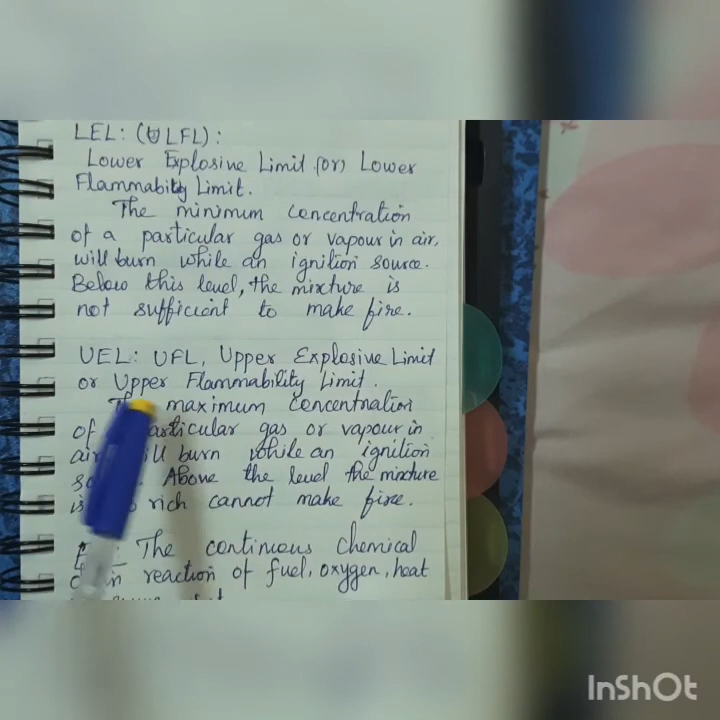 LEL: (LFL):
Lower Explosive Limit (or) Lower
Flammability Limit.
The minimum concentration
of a particular gas or vapour in air,
will burn while an ignition source.
Below this level, the mixture is
not sufficient to make fire.
UEL: UFL, Upper Explosive Limit
or Upper Flammability Limit.
maximum concentration
of particular gas or vapour in
burn while an ignition
Above the level the mixture
rich cannot make fire.
The continuous chemical
reaction of fuel, oxygen, heat
InShOt